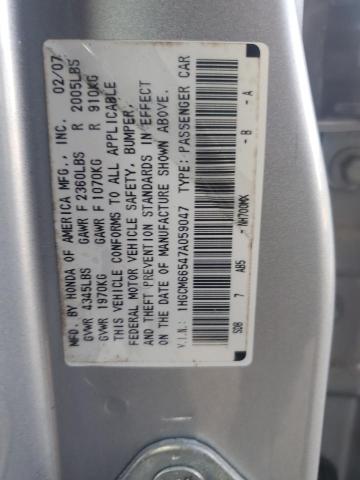 MFD. BY HONDA OF AMERICA MFG., INC. 02/07
GVWR 4345LBS GAWR F 2360LBS R 2005LBS
GVWR 1970KG GAWR F 1070KG R 910KG
THIS VEHICLE CONFORMS TO ALL APPLICABLE
FEDERAL MOTOR VEHICLE SAFETY, BUMPER,
AND THEFT PREVENTION STANDARDS IN EFFECT
ON THE DATE OF MANUFACTURE SHOWN ABOVE.
V.I.N.: 1HGCM66547A059047 TYPE: PASSENGER CAR
SDB 7 AB5 NH700MX - B - A